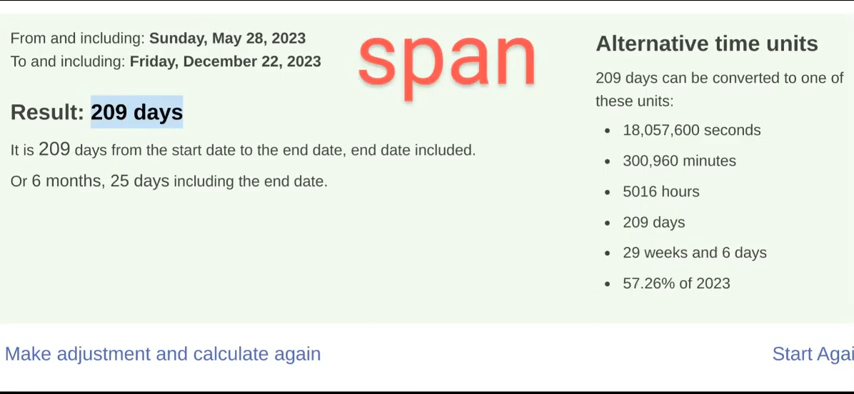 From and including: Sunday, May 28, 2023
To and including: Friday, December 22, 2023
span
Result: 209 days
It is 209 days from the start date to the end date, end date included.
Or 6 months, 25 days including the end date.
Alternative time units
209 days can be converted to one of
these units:
• 18,057,600 seconds
• 300,960 minutes
• 5016 hours
• 209 days
• 29 weeks and 6 days
• 57.26% of 2023
Make adjustment and calculate again
Start Agai